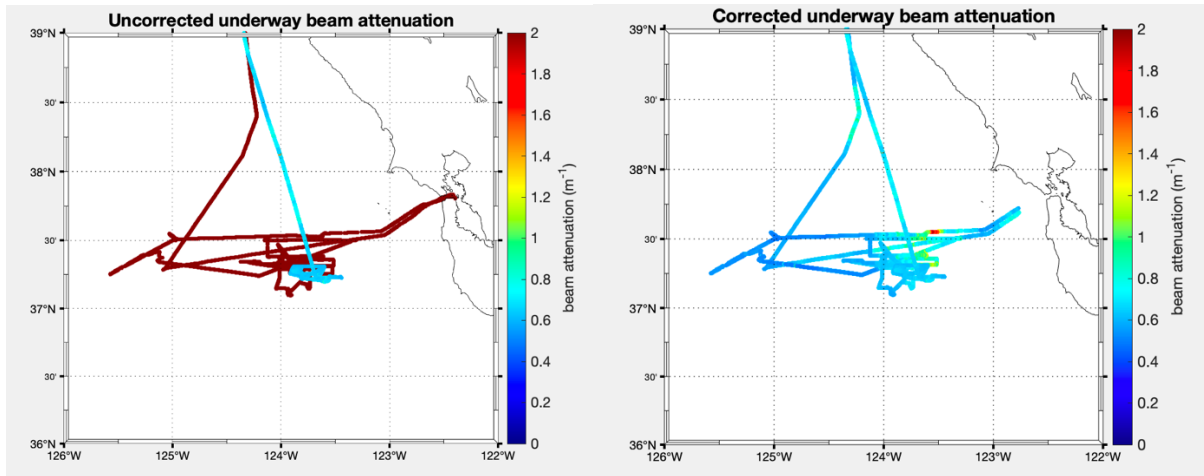 Uncorrected underway beam attenuation
39°N
30'
38°N
30'
37°N
30'
36°N
126°W 125°W 124°W 123°W 122°W
2
1.8
1.6
1.4
1.2
1
0.8
0.6
0.4
0.2
0
beam attenuation (m-1)
Corrected underway beam attenuation
39°N
30'
38°N
30'
37°N
30'
36°N
126°W 125°W 124°W 123°W 122°W
2
1.8
1.6
1.4
1.2
1
0.8
0.6
0.4
0.2
0
beam attenuation (m-1)